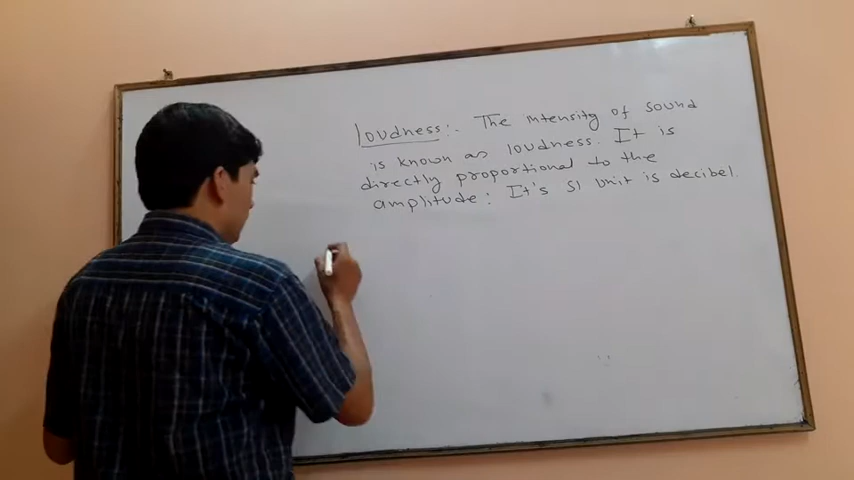 Loudness:- The intensity of sound
is known as loudness. It is
directly proportional to the
amplitude: It's SI Unit is decibel.